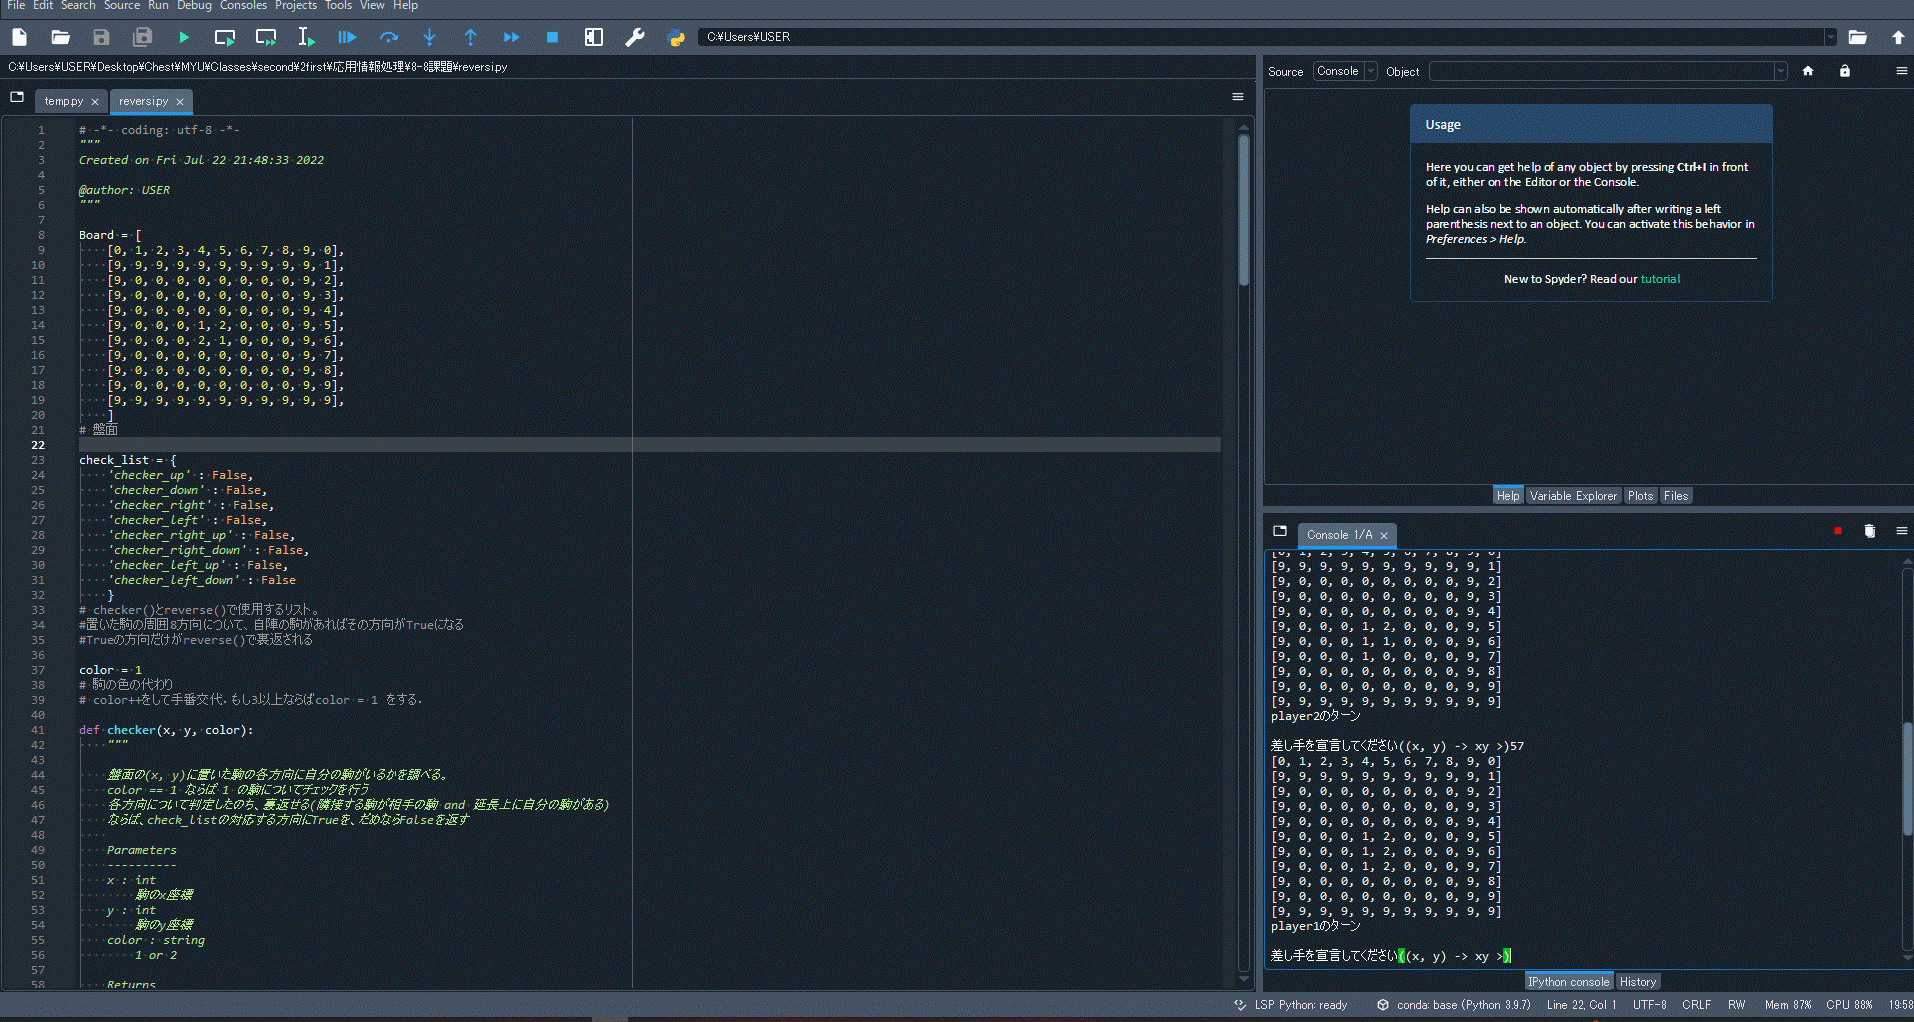 File Edit Search Source Run Debug Consoles Projects Tools View Help
C:¥Users¥USER
C:¥Users¥USER¥Desktop¥Chest¥MYU¥Classes¥second¥2first¥応用情報処理¥8-8課題¥reversi.py
temp.py reversi.py
1 # -*- coding: utf-8 -*-
2 """
3 Created on Fri Jul 22 21:48:33 2022
4
5 @author: USER
6 """
7
8 Board = [
9 [0, 1, 2, 3, 4, 5, 6, 7, 8, 9, 0],
10 [9, 9, 9, 9, 9, 9, 9, 9, 9, 9, 1],
11 [9, 0, 0, 0, 0, 0, 0, 0, 0, 9, 2],
12 [9, 0, 0, 0, 0, 0, 0, 0, 0, 9, 3],
13 [9, 0, 0, 0, 0, 0, 0, 0, 0, 9, 4],
14 [9, 0, 0, 0, 1, 2, 0, 0, 0, 9, 5],
15 [9, 0, 0, 0, 2, 1, 0, 0, 0, 9, 6],
16 [9, 0, 0, 0, 0, 0, 0, 0, 0, 9, 7],
17 [9, 0, 0, 0, 0, 0, 0, 0, 0, 9, 8],
18 [9, 0, 0, 0, 0, 0, 0, 0, 0, 9, 9],
19 [9, 9, 9, 9, 9, 9, 9, 9, 9, 9, 9],
20 ]
21 # 盤面
22
23 check_list = {
24 'checker_up' : False,
25 'checker_down' : False,
26 'checker_right' : False,
27 'checker_left' : False,
28 'checker_right_up' : False,
29 'checker_right_down' : False,
30 'checker_left_up' : False,
31 'checker_left_down' : False
32 }
33 # checker()とreverse()で使用するリスト。
34 #置いた駒の周囲8方向について、自陣の駒があればその方向がTrueになる
35 #Trueの方向だけがreverse()で裏返される
36
37 color = 1
38 # 駒の色の代わり
39 # color++をして手番交代.もし3以上ならばcolor = 1 をする.
40
41 def checker(x, y, color):
42 """
43
44 盤面の(x, y)に置いた駒の各方向に自分の駒がいるかを調べる。
45 color == 1 ならば 1 の駒についてチェックを行う
46 各方向について判定したのち、裏返せる(隣接する駒が相手の駒 and 延長上に自分の駒がある)
47 ならば、check_listの対応する方向にTrueを、だめならFalseを返す
48
49 Parameters
50 ----------
51 x : int
52 駒のx座標
53 y : int
54 駒のy座標
55 color : string
56 1 or 2
57
58 Returns
Source Console Object
Usage
Here you can get help of any object by pressing Ctrl+I in front
of it, either on the Editor or the Console.
Help can also be shown automatically after writing a left
parenthesis next to an object. You can activate this behavior in
Preferences > Help.
New to Spyder? Read our tutorial
Help Variable Explorer Plots Files
Console 1/A
[0, 1, 2, 3, 4, 5, 6, 7, 8, 9, 0]
[9, 9, 9, 9, 9, 9, 9, 9, 9, 9, 1]
[9, 0, 0, 0, 0, 0, 0, 0, 0, 9, 2]
[9, 0, 0, 0, 0, 0, 0, 0, 0, 9, 3]
[9, 0, 0, 0, 0, 0, 0, 0, 0, 9, 4]
[9, 0, 0, 0, 1, 2, 0, 0, 0, 9, 5]
[9, 0, 0, 0, 1, 1, 0, 0, 0, 9, 6]
[9, 0, 0, 0, 1, 0, 0, 0, 0, 9, 7]
[9, 0, 0, 0, 0, 0, 0, 0, 0, 9, 8]
[9, 0, 0, 0, 0, 0, 0, 0, 0, 9, 9]
[9, 9, 9, 9, 9, 9, 9, 9, 9, 9, 9]
player2のターン
差し手を宣言してください((x, y) -> xy >)57
[0, 1, 2, 3, 4, 5, 6, 7, 8, 9, 0]
[9, 9, 9, 9, 9, 9, 9, 9, 9, 9, 1]
[9, 0, 0, 0, 0, 0, 0, 0, 0, 9, 2]
[9, 0, 0, 0, 0, 0, 0, 0, 0, 9, 3]
[9, 0, 0, 0, 0, 0, 0, 0, 0, 9, 4]
[9, 0, 0, 0, 1, 2, 0, 0, 0, 9, 5]
[9, 0, 0, 0, 1, 2, 0, 0, 0, 9, 6]
[9, 0, 0, 0, 1, 2, 0, 0, 0, 9, 7]
[9, 0, 0, 0, 0, 0, 0, 0, 0, 9, 8]
[9, 0, 0, 0, 0, 0, 0, 0, 0, 9, 9]
[9, 9, 9, 9, 9, 9, 9, 9, 9, 9, 9]
player1のターン
差し手を宣言してください((x, y) -> xy >)
IPython console History
LSP Python: ready conda: base (Python 3.9.7) Line 22, Col 1 UTF-8 CRLF RW Mem 87% CPU 88% 19:58